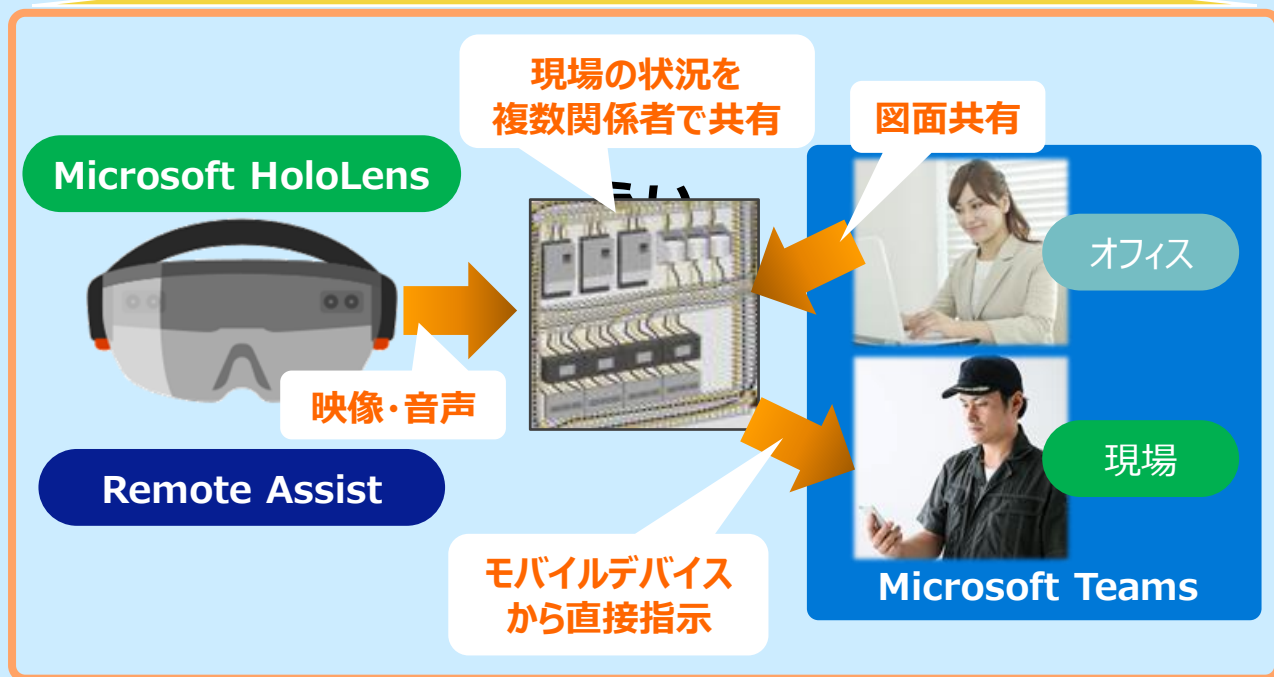 現場の状況を
複数関係者で共有
図面共有
Microsoft HoloLens
オフィス
映像・音声
Remote Assist
現場
モバイルデバイス
から直接指示
Microsoft Teams